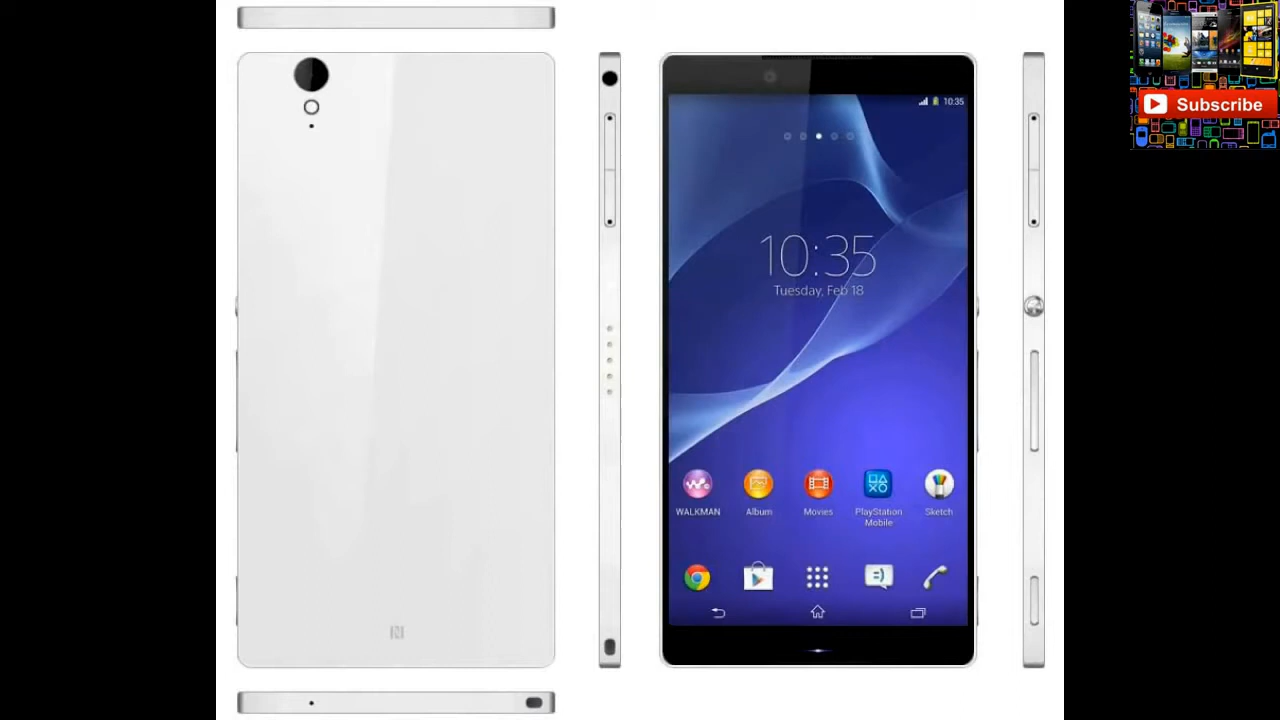 Subscribe
10:35
10:35
Tuesday, Feb 18
WALKMAN
Album
Movies
PlayStation
Mobile
Sketch